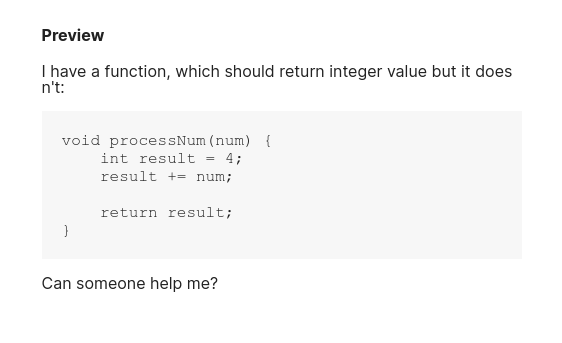 Preview
I have a function, which should return integer value but it does
n't:
void processNum(num) {
    int result = 4;
    result += num;
    return result;
}
Can someone help me?